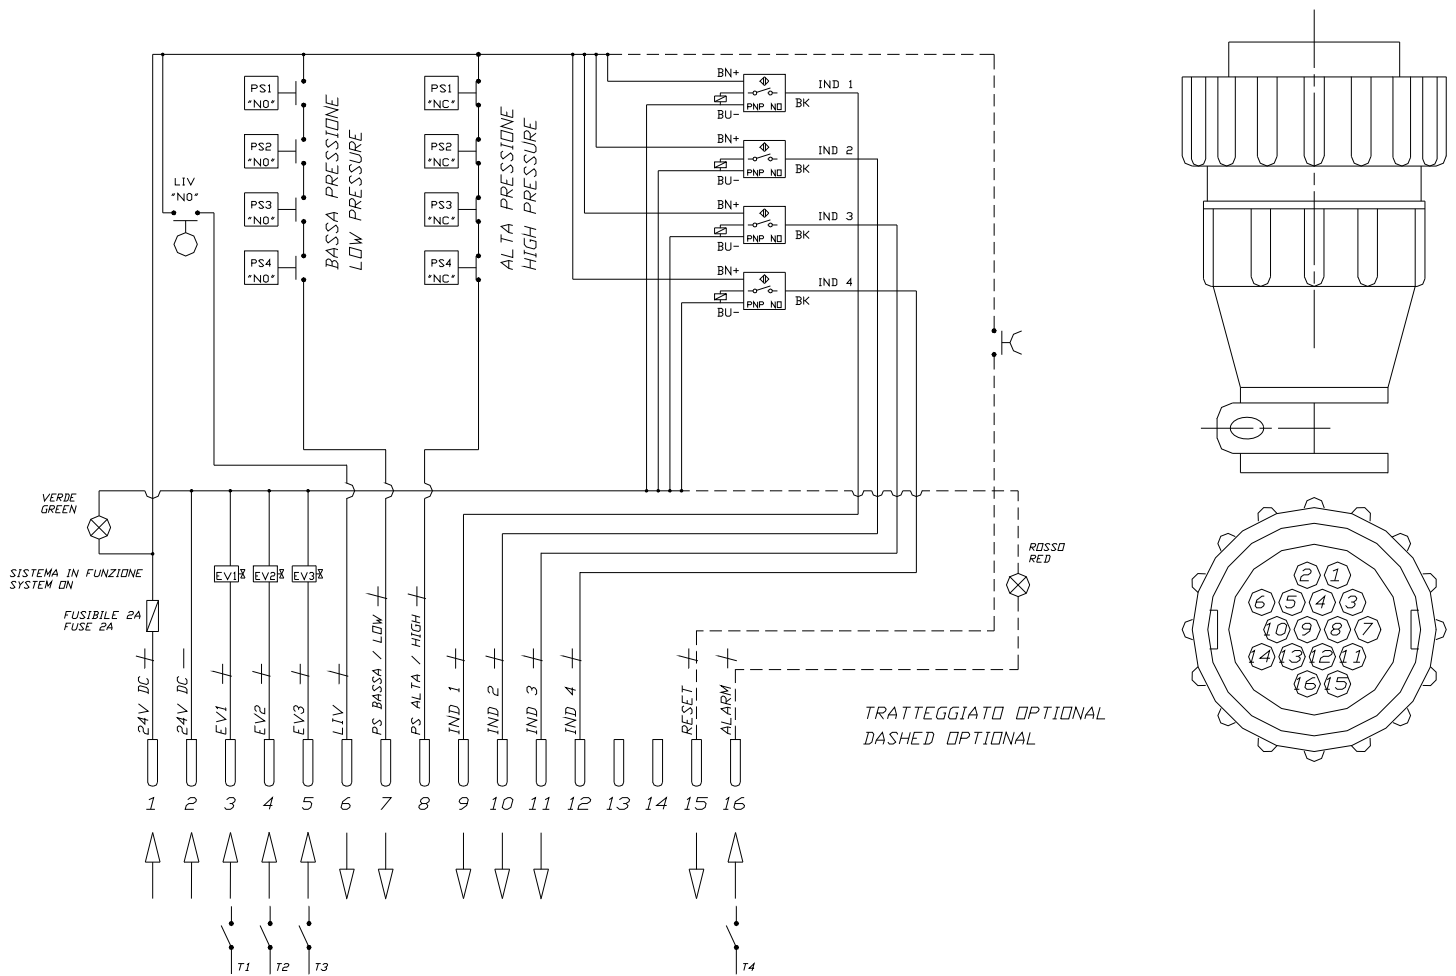 PS1
"NO"
PS2
"NO"
PS3
"NO"
PS4
"NO"
BASSA PRESSIONE
LOW PRESSURE
PS1
"NC"
PS2
"NC"
PS3
"NC"
PS4
"NC"
ALTA PRESSIONE
HIGH PRESSURE
LIV
"NO"
BN+
PNP NO
BU-
IND 1
BK
BN+
PNP NO
BU-
IND 2
BK
BN+
PNP NO
BU-
IND 3
BK
BN+
PNP NO
BU-
IND 4
BK
VERDE
GREEN
SISTEMA IN FUNZIONE
SYSTEM ON
FUSIBILE 2A
FUSE 2A
EV1
EV2
EV3
ROSSO
RED
24V DC +
24V DC -
EV1 +
EV2 +
EV3 +
LIV +
PS BASSA / LOW +
PS ALTA / HIGH +
IND 1 +
IND 2 +
IND 3 +
IND 4 +
RESET +
ALARM +
TRATTEGGIATO OPTIONAL
DASHED OPTIONAL
1 2 3 4 5 6 7 8 9 10 11 12 13 14 15 16
T1 T2 T3 T4
2 1
6 5 4 3
10 9 8 7
14 13 12 11
16 15